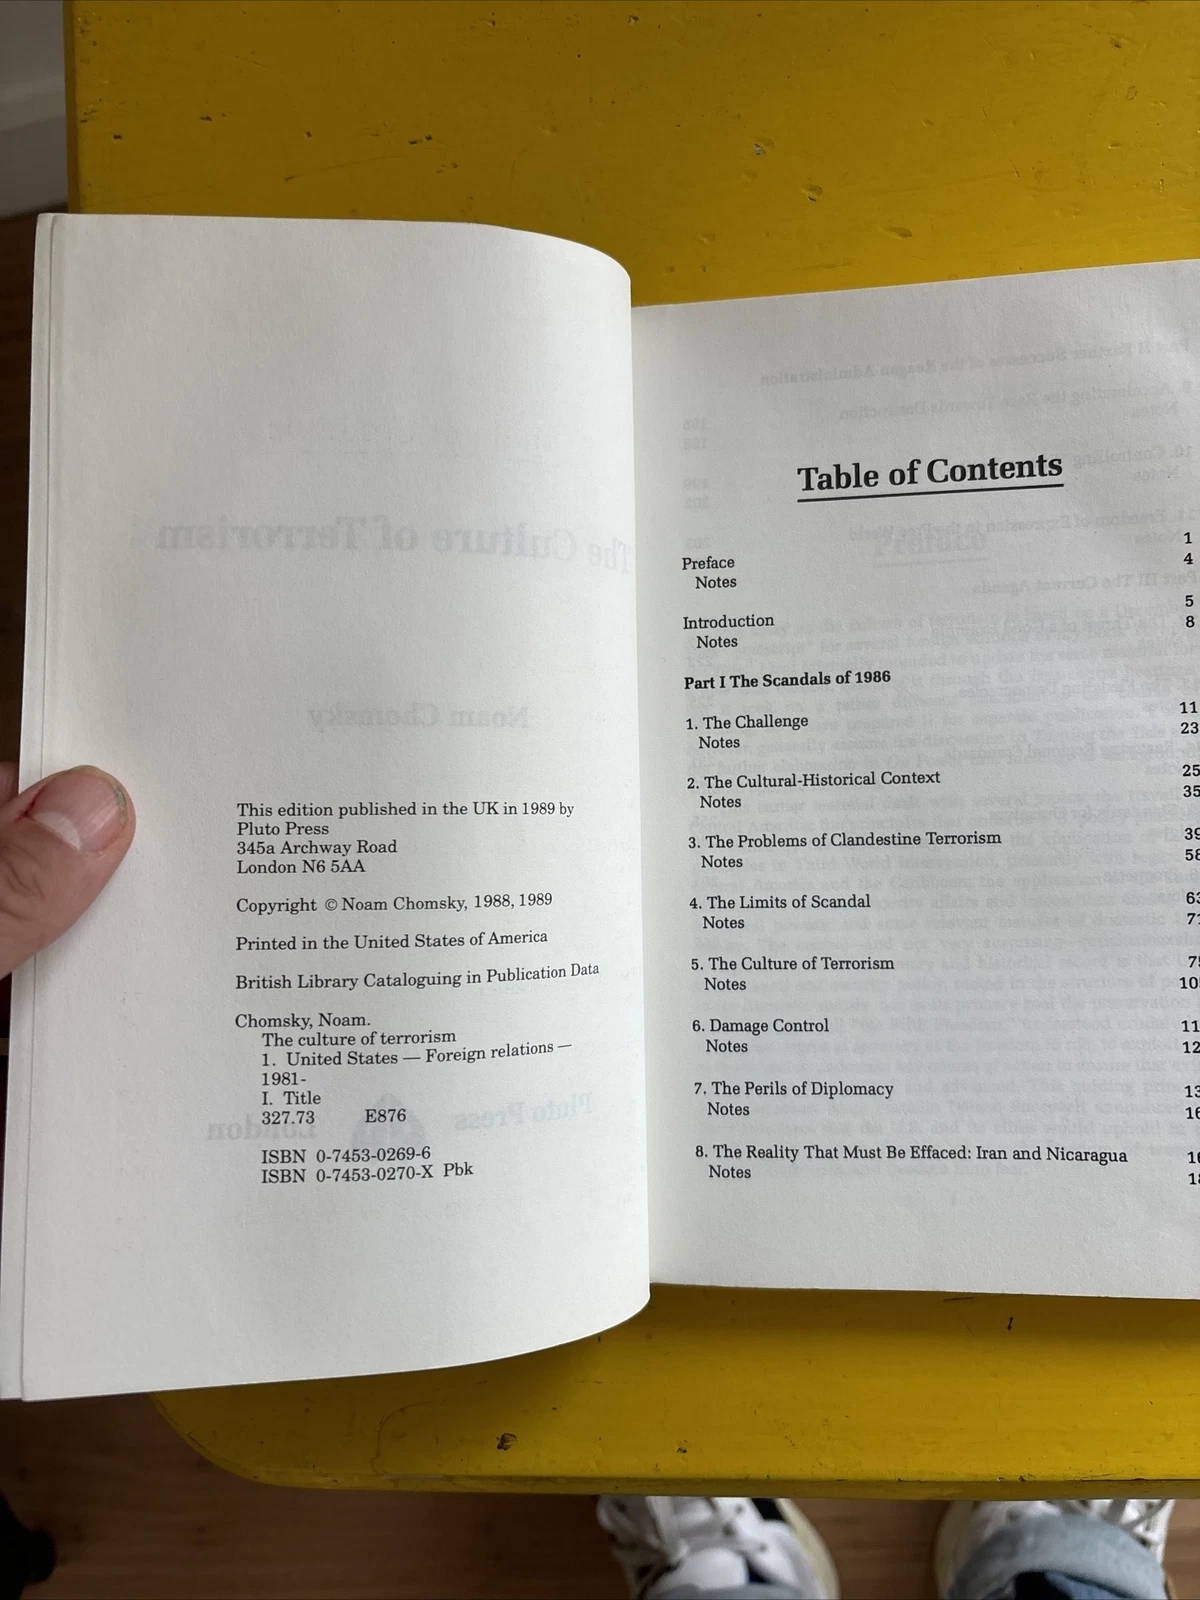 This edition published in the UK in 1989 by
Pluto Press
345a Archway Road
London N6 5AA
Copyright © Noam Chomsky, 1988, 1989
Printed in the United States of America
British Library Cataloguing in Publication Data
Chomsky, Noam.
The culture of terrorism
1. United States — Foreign relations —
1981-
I. Title
327.73 E876
ISBN 0-7453-0269-6
ISBN 0-7453-0270-X Pbk
Table of Contents
Preface 1
Notes 4
Introduction 5
Notes 8
Part I The Scandals of 1986
1. The Challenge 11
Notes 23
2. The Cultural-Historical Context 25
Notes 35
3. The Problems of Clandestine Terrorism 39
Notes 58
4. The Limits of Scandal 63
Notes 71
5. The Culture of Terrorism
Notes
6. Damage Control
Notes
7. The Perils of Diplomacy
Notes
8. The Reality That Must Be Effaced: Iran and Nicaragua
Notes